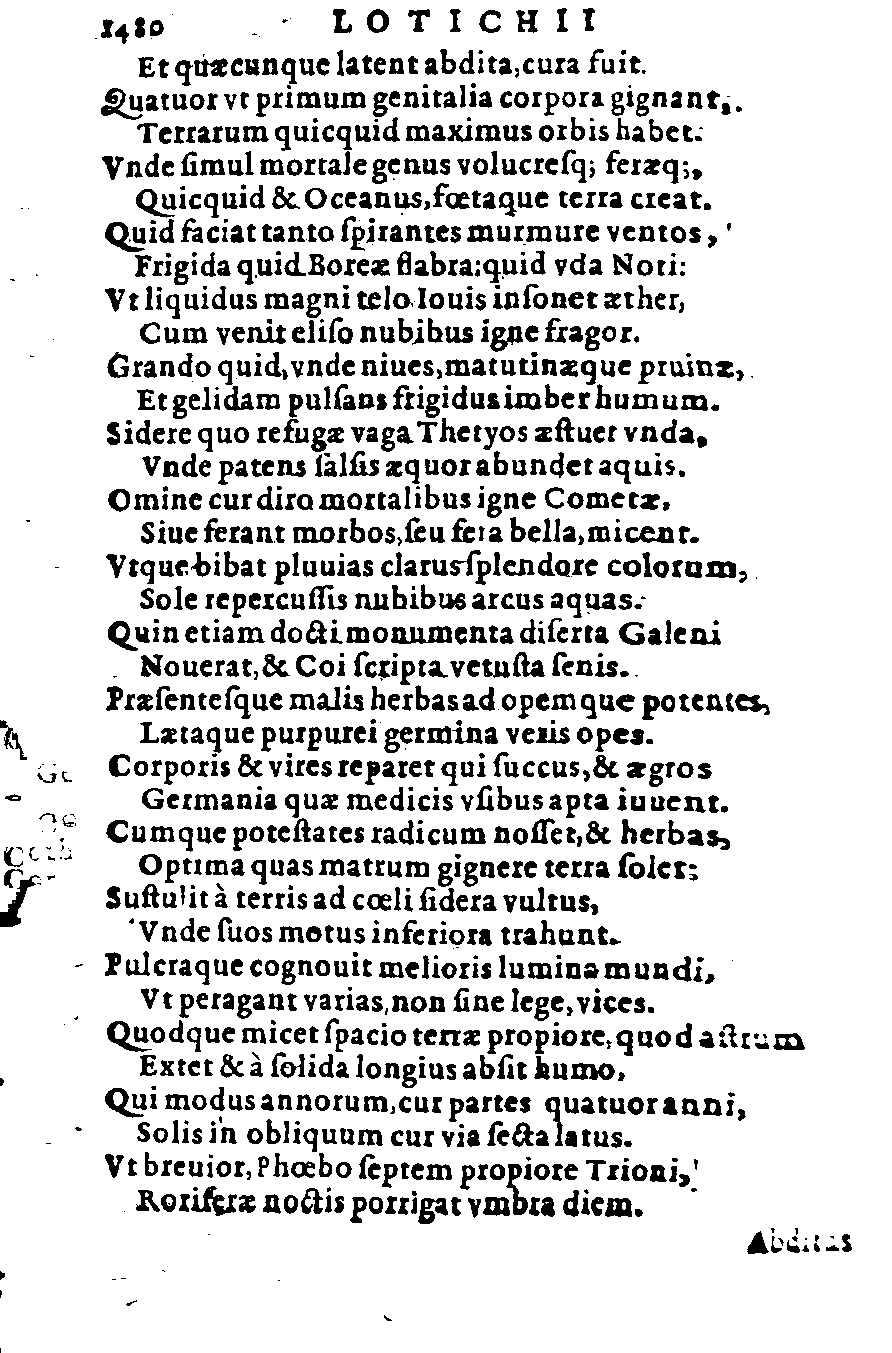 1480 LOTICHII
Et quæcunque latent abdita, cura fuit.
Quatuor vt primum genitalia corpora gignant,
Terrarum quicquid maximus orbis habet:
Vnde ſimul mortale genus volucreſq; feræq;,
Quicquid & Oceanus, fœtaque terra creat.
Quid faciat tanto ſpirantes murmure ventos,
Frigida quid Boreæ flabra: quid vda Noti:
Vt liquidus magni telo Iouis inſonet æther,
Cum venit eliſo nubibus igne fragor.
Grando quid, vnde niues, matutinæque pruinæ,
Et gelidam pulſans frigidus imber humum.
Sidere quo refugæ vaga Thetyos æſtuet vnda,
Vnde patens ſalſis æquor abundet aquis.
Omine cur diro mortalibus igne Cometæ,
Siue ferant morbos, ſeu fera bella, micent.
Vtque bibat pluuias clarus ſplendore colorum,
Sole repercuſſis nubibus arcus aquas.
Quin etiam docti monumenta diſerta Galeni
Nouerat, & Coi ſcripta vetuſta ſenis.
Præſenteſque malis herbas ad opemque potentes,
Lætaque purpurei germina veris opes.
Corporis & vires reparet qui ſuccus, & ægros
Germania quæ medicis vſibus apta iuuent.
Cumque poteſtates radicum noſſet, & herbas,
Optima quas matrum gignere terra ſolet;
Suſtulit à terris ad cœli ſidera vultus,
Vnde ſuos motus inferiora trahunt.
Pulcraque cognouit melioris lumina mundi,
Vt peragant varias, non ſine lege, vices.
Quodque micet ſpacio terræ propiore, quod aſtrum
Extet & à ſolida longius abſit humo,
Qui modus annorum, cur partes quatuor anni,
Solis in obliquum cur via ſecta latus.
Vt breuior, Phœbo ſeptem propiore Trioni,
Roriferæ noctis porrigat vmbra diem.
Abditas